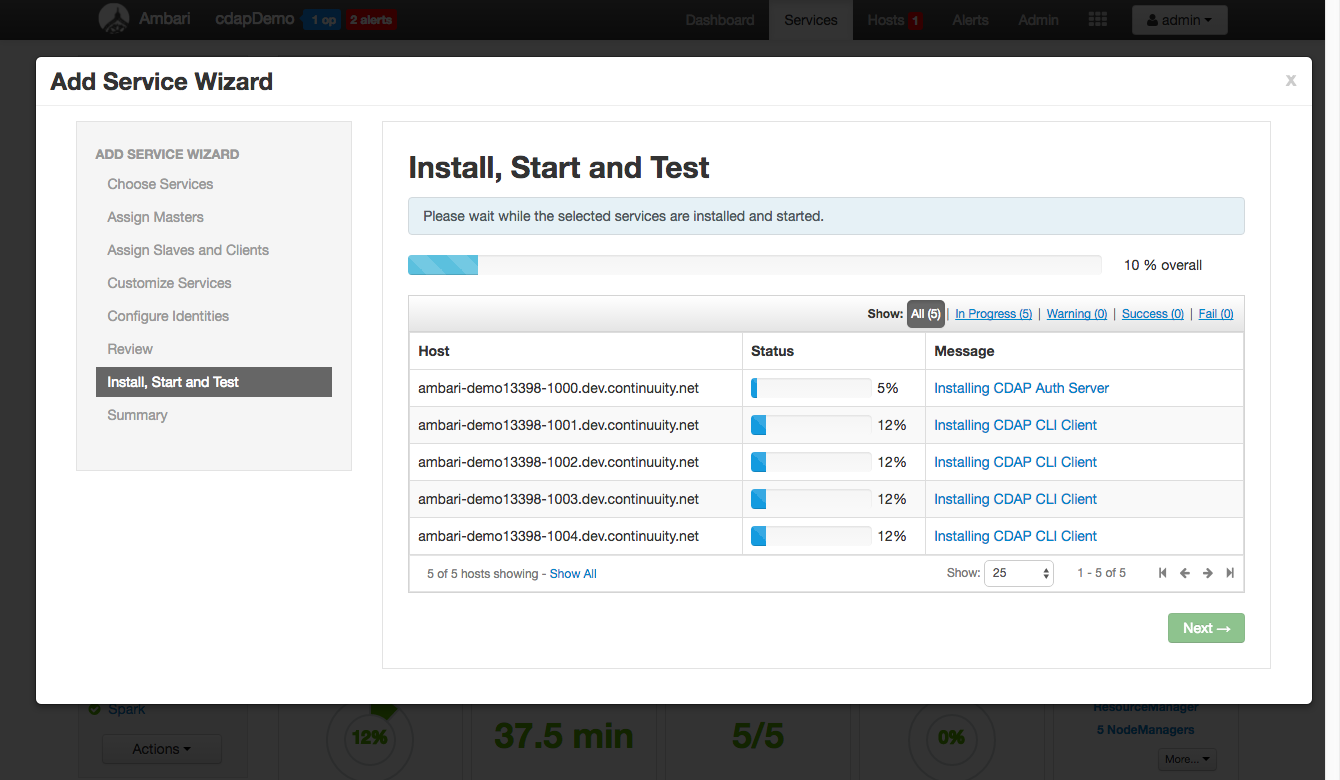 Ambari cdapDemo 1 op 2 alerts Dashboard Services Hosts 1 Alerts Admin admin
Add Service Wizard x
ADD SERVICE WIZARD
Choose Services
Assign Masters
Assign Slaves and Clients
Customize Services
Configure Identities
Review
Install, Start and Test
Summary
Install, Start and Test
Please wait while the selected services are installed and started.
10 % overall
Show: All (5) | In Progress (5) | Warning (0) | Success (0) | Fail (0)
Host Status Message
ambari-demo13398-1000.dev.continuuity.net 5% Installing CDAP Auth Server
ambari-demo13398-1001.dev.continuuity.net 12% Installing CDAP CLI Client
ambari-demo13398-1002.dev.continuuity.net 12% Installing CDAP CLI Client
ambari-demo13398-1003.dev.continuuity.net 12% Installing CDAP CLI Client
ambari-demo13398-1004.dev.continuuity.net 12% Installing CDAP CLI Client
5 of 5 hosts showing - Show All Show: 25 1 - 5 of 5
Next →
Spark
Actions
12%
37.5 min
5/5
0%
ResourceManager
5 NodeManagers
More...